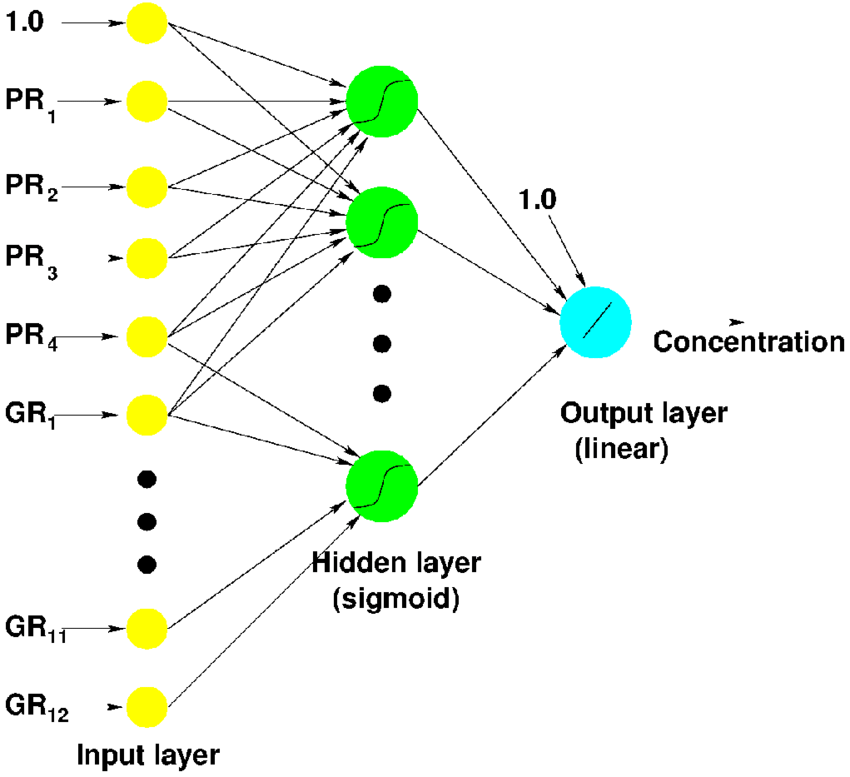 1.0
PR1
PR2
PR3
PR4
GR1
GR11
GR12
Input layer
Hidden layer
(sigmoid)
1.0
Concentration
Output layer
(linear)